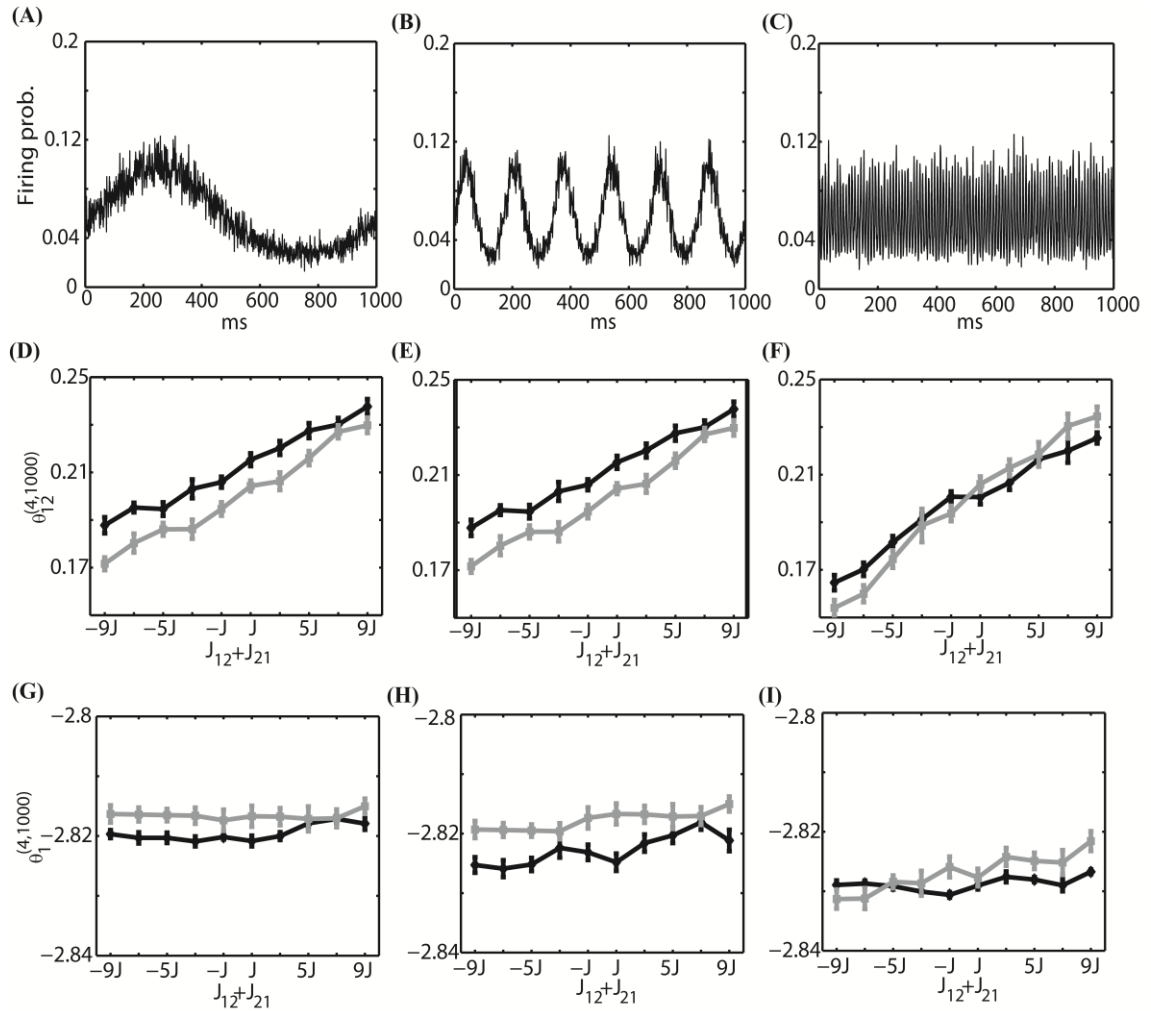 (A)
(B)
(C)
Firing prob.
0.2
0.12
0.04
0
0 200 400 600 800 1000
ms
0.2
0.12
0.04
0
0 200 400 600 800 1000
ms
0.2
0.12
0.04
0
0 200 400 600 800 1000
ms
(D)
(E)
(F)
θ12(4,1000)
0.25
0.21
0.17
−9J −5J −J J 5J 9J
J12+J21
0.25
0.21
0.17
−9J −5J −J J 5J 9J
J12+J21
0.25
0.21
0.17
−9J −5J −J J 5J 9J
J12+J21
(G)
(H)
(I)
θ1(4,1000)
−2.8
−2.82
−2.84
−9J −5J −J J 5J 9J
J12+J21
−2.8
−2.82
−2.84
−9J −5J −J J 5J 9J
J12+J21
−2.8
−2.82
−2.84
−9J −5J −J J 5J 9J
J12+J21